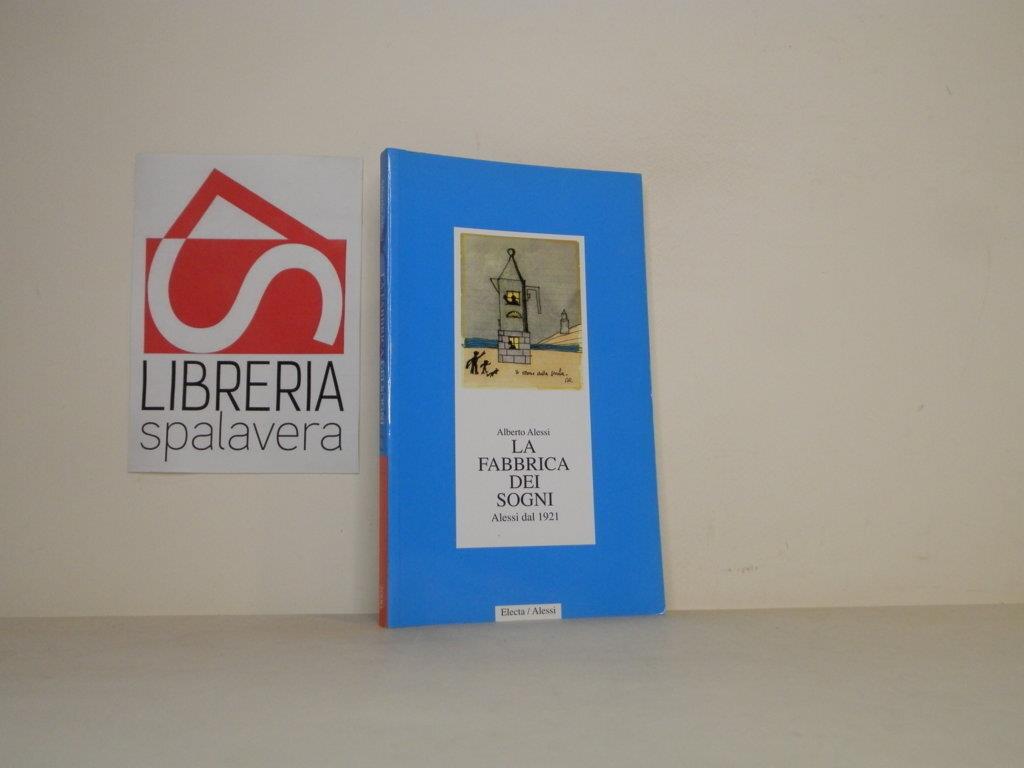 LIBRERIA
spalavera
Alberto Alessi
LA
FABBRICA
DEI
SOGNI
Alessi dal 1921
Electa / Alessi